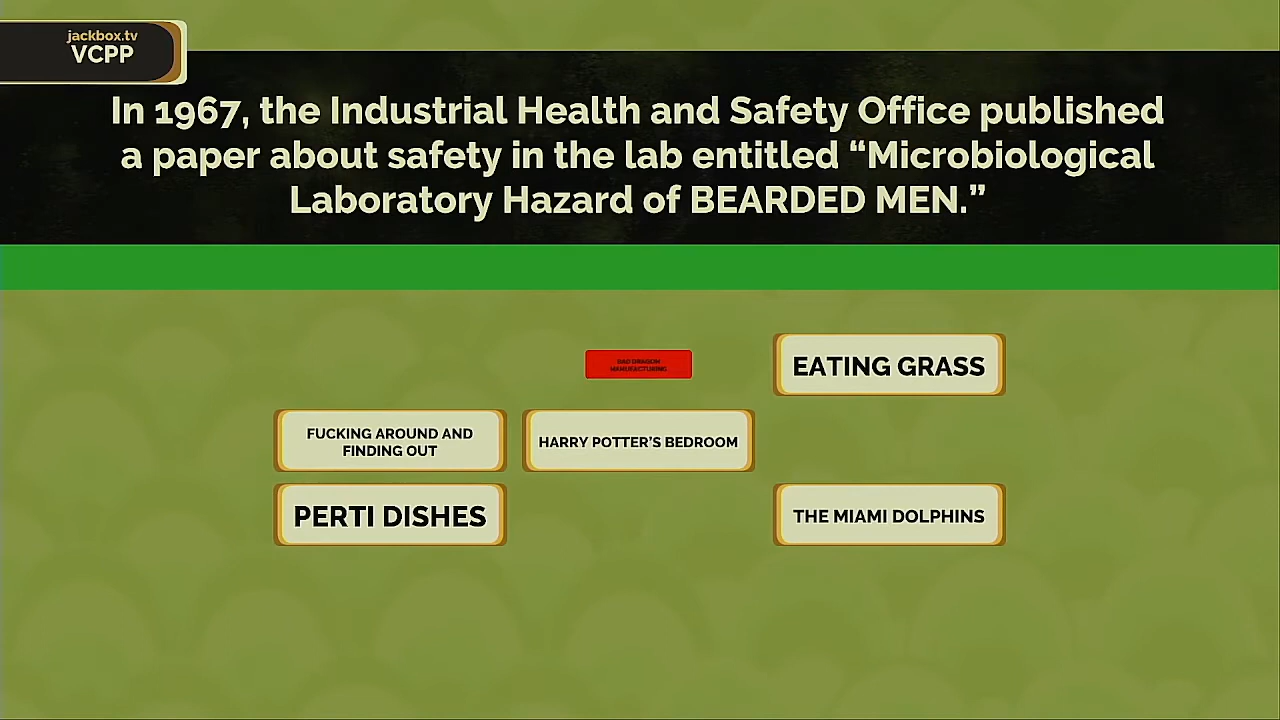 jackbox.tv
VCPP
In 1967, the Industrial Health and Safety Office published
a paper about safety in the lab entitled “Microbiological
Laboratory Hazard of BEARDED MEN.”
MANUFACTURING
EATING GRASS
FUCKING AROUND AND
FINDING OUT
HARRY POTTER’S BEDROOM
PERTI DISHES
THE MIAMI DOLPHINS